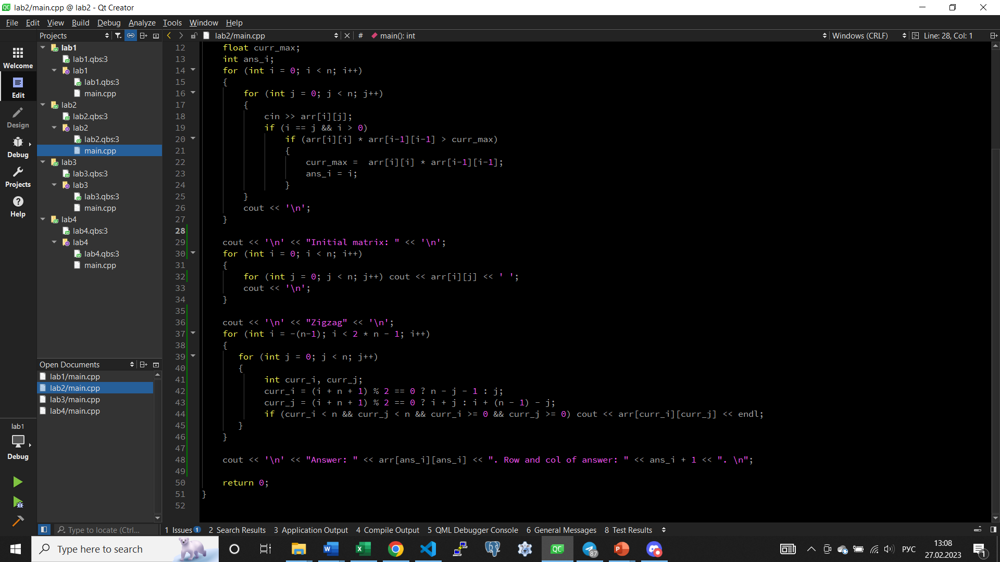 lab2/main.cpp @ lab2 - Qt Creator
File Edit View Build Debug Analyze Tools Window Help
Projects
lab2/main.cpp
# main(): int
Windows (CRLF)
Line: 28, Col: 1
Welcome
Edit
Design
Debug
Projects
Help
lab1
lab1.qbs:3
lab1
lab1.qbs:3
main.cpp
lab2
lab2.qbs:3
lab2
lab2.qbs:3
main.cpp
lab3
lab3.qbs:3
lab3
lab3.qbs:3
main.cpp
lab4
lab4.qbs:3
lab4
lab4.qbs:3
main.cpp
Open Documents
lab1/main.cpp
lab2/main.cpp
lab3/main.cpp
lab4/main.cpp
lab1
Debug
12 float curr_max;
13 int ans_i;
14 for (int i = 0; i < n; i++)
15 {
16 for (int j = 0; j < n; j++)
17 {
18 cin >> arr[i][j];
19 if (i == j && i > 0)
20 if (arr[i][i] * arr[i-1][i-1] > curr_max)
21 {
22 curr_max =  arr[i][i] * arr[i-1][i-1];
23 ans_i = i;
24 }
25 }
26 cout << '\n';
27 }
28
29 cout << '\n' << "Initial matrix: " << '\n';
30 for (int i = 0; i < n; i++)
31 {
32 for (int j = 0; j < n; j++) cout << arr[i][j] << ' ';
33 cout << '\n';
34 }
35
36 cout << '\n' << "Zigzag" << '\n';
37 for (int i = -(n-1); i < 2 * n - 1; i++)
38 {
39 for (int j = 0; j < n; j++)
40 {
41 int curr_i, curr_j;
42 curr_i = (i + n + 1) % 2 == 0 ? n - j - 1 : j;
43 curr_j = (i + n + 1) % 2 == 0 ? i + j : i + (n - 1) - j;
44 if (curr_i < n && curr_j < n && curr_i >= 0 && curr_j >= 0) cout << arr[curr_i][curr_j] << endl;
45 }
46 }
47
48 cout << '\n' << "Answer: " << arr[ans_i][ans_i] << ". Row and col of answer: " << ans_i + 1 << ". \n";
49
50 return 0;
51 }
52
Type to locate (Ctrl...
1 Issues 1 2 Search Results 3 Application Output 4 Compile Output 5 QML Debugger Console 6 General Messages 8 Test Results
Type here to search
QC
87
РУС
13:08
27.02.2023
1